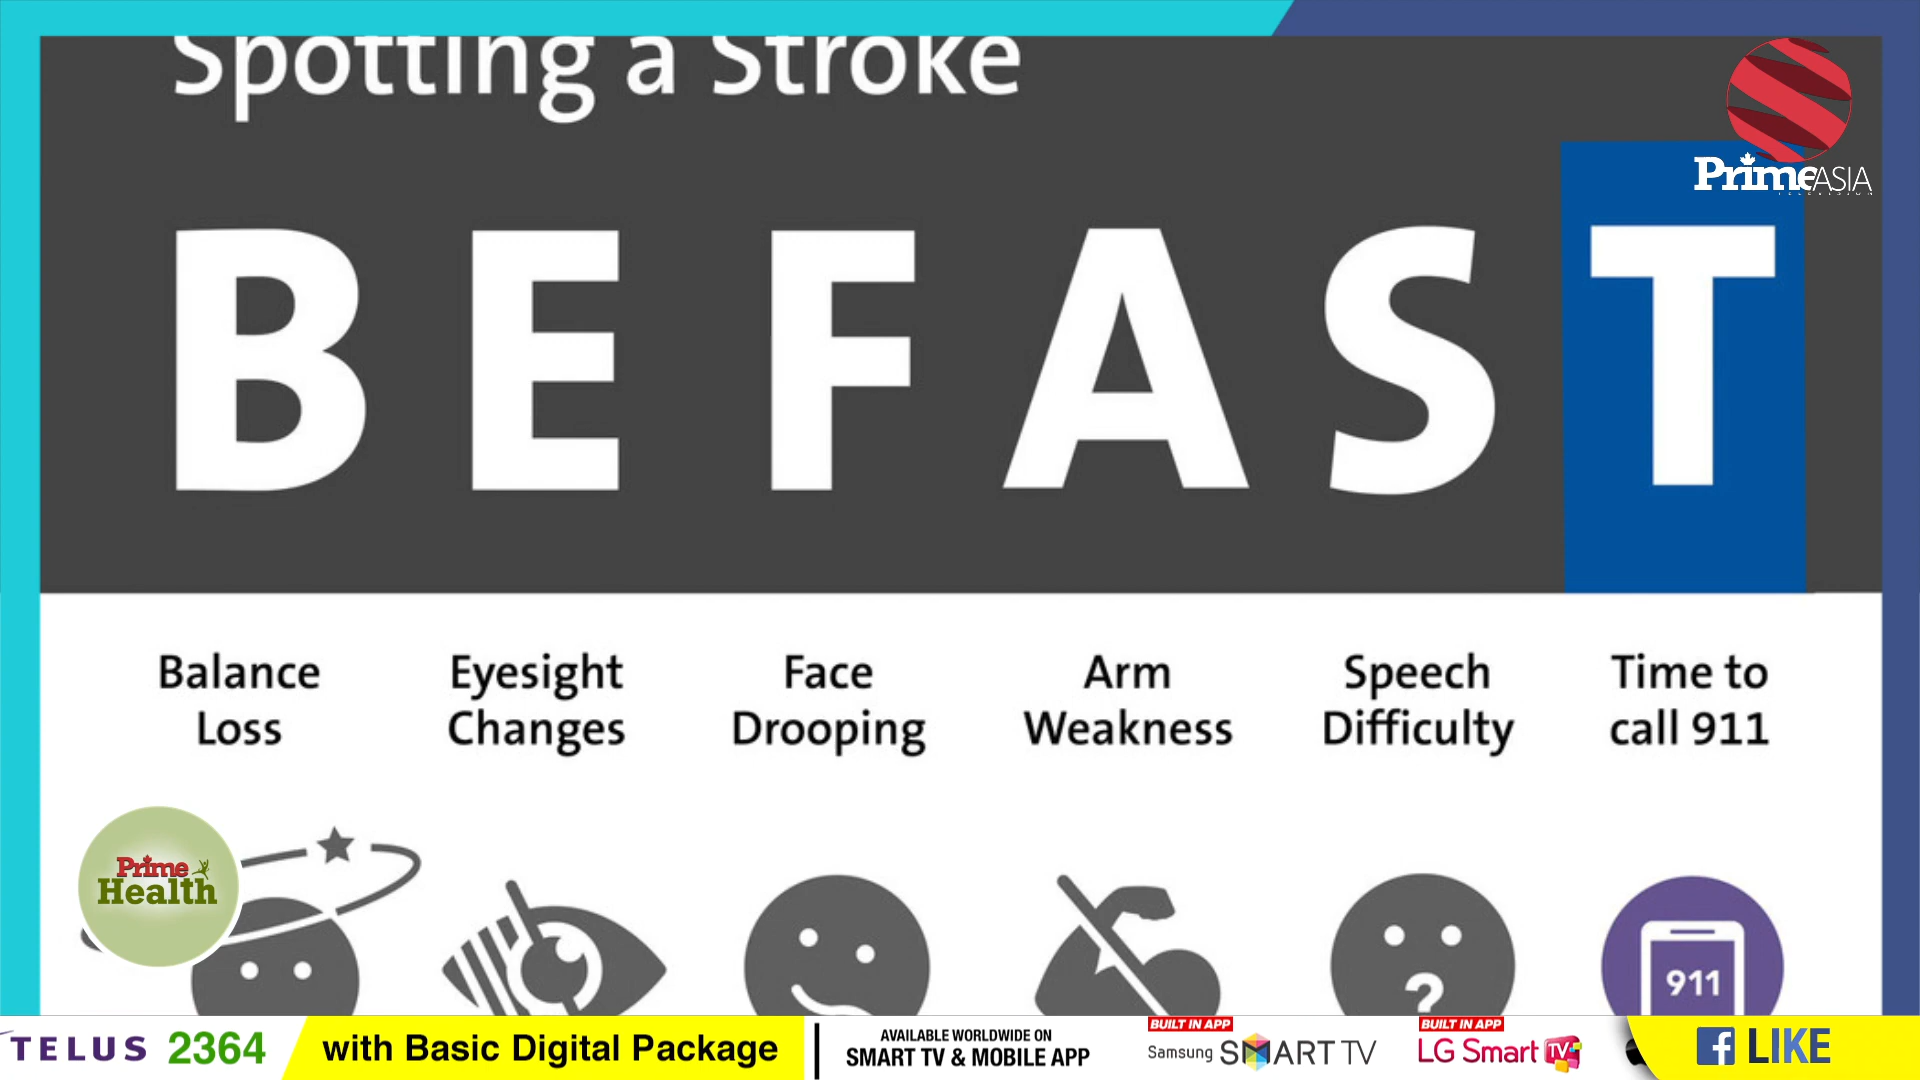 Spotting a Stroke
PrimeASIA
BEFAST
Balance Loss
Eyesight Changes
Face Drooping
Arm Weakness
Speech Difficulty
Time to call 911
Prime
Health
?
911
TELUS 2364
with Basic Digital Package
AVAILABLE WORLDWIDE ON
SMART TV & MOBILE APP
BUILT IN APP
Samsung SMART TV
BUILT IN APP
LG Smart TV
f LIKE